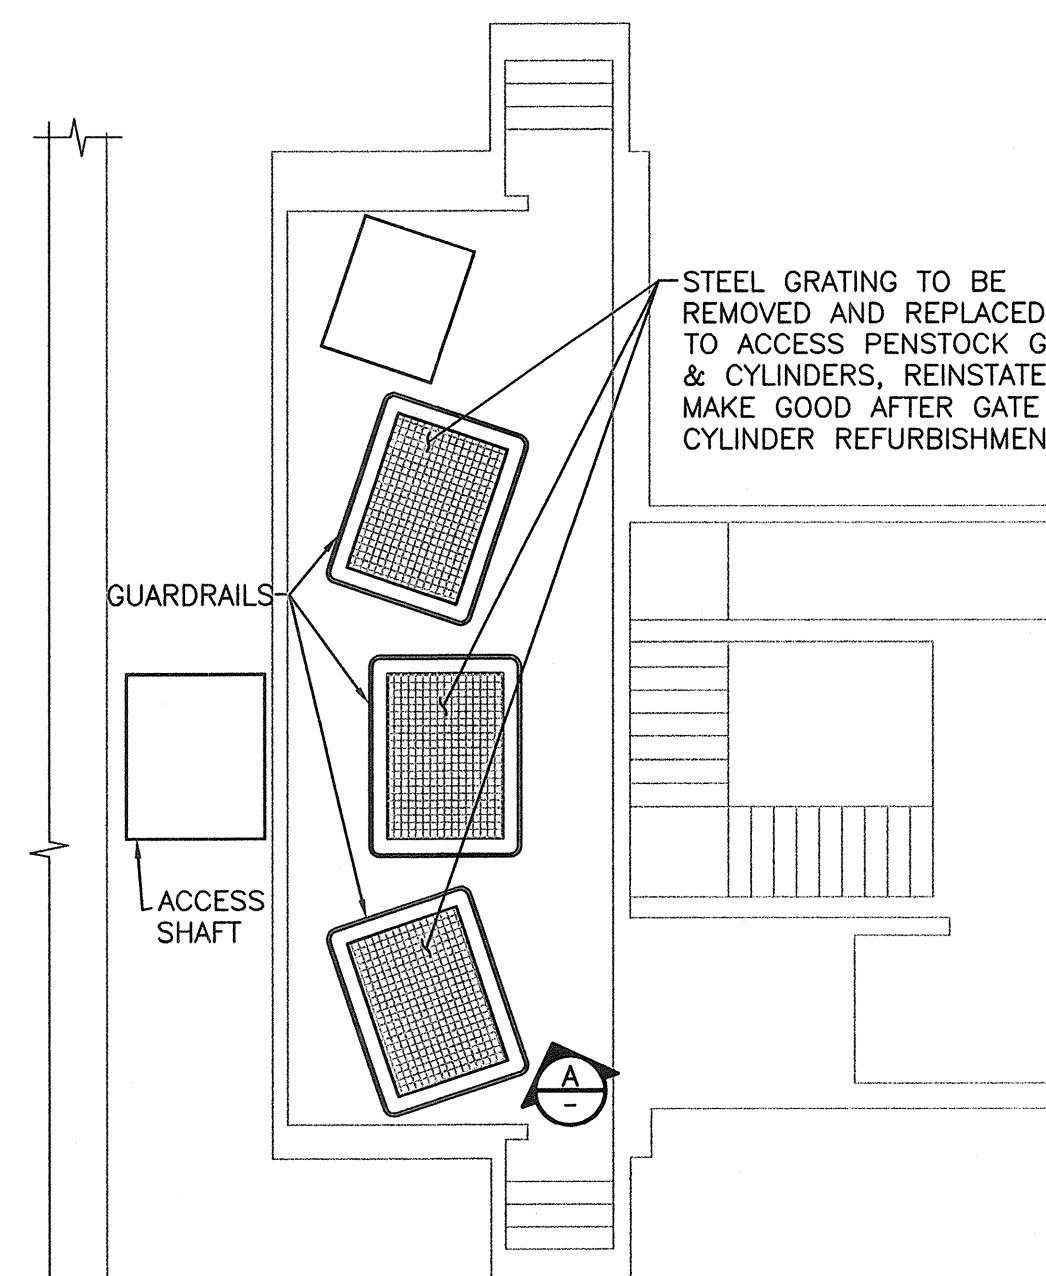 STEEL GRATING TO BE
REMOVED AND REPLACED
TO ACCESS PENSTOCK G
& CYLINDERS, REINSTATE
MAKE GOOD AFTER GATE
CYLINDER REFURBISHMEN
GUARDRAILS
ACCESS
SHAFT
A
–